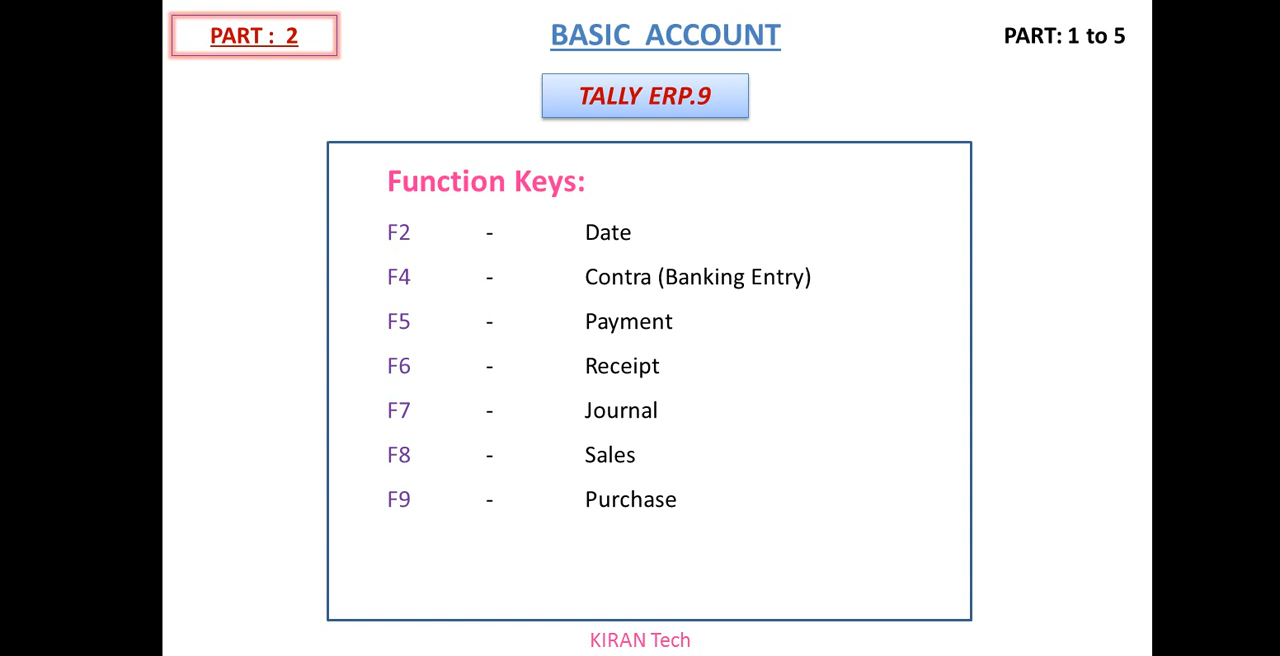 PART : 2
BASIC ACCOUNT
PART: 1 to 5
TALLY ERP.9
Function Keys:
F2 - Date
F4 - Contra (Banking Entry)
F5 - Payment
F6 - Receipt
F7 - Journal
F8 - Sales
F9 - Purchase
KIRAN Tech